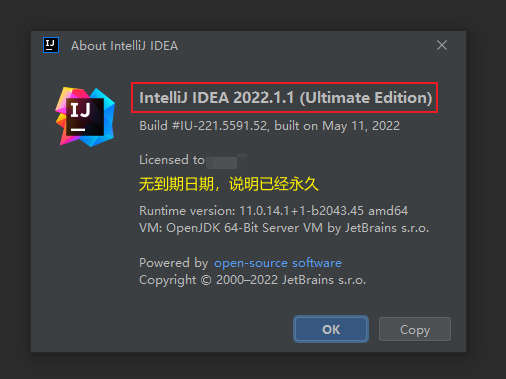 IJ
About IntelliJ IDEA
IJ
IntelliJ IDEA 2022.1.1 (Ultimate Edition)
Build #IU-221.5591.52, built on May 11, 2022
Licensed to
无到期日期，说明已经永久
Runtime version: 11.0.14.1+1-b2043.45 amd64
VM: OpenJDK 64-Bit Server VM by JetBrains s.r.o.
Powered by open-source software
Copyright © 2000–2022 JetBrains s.r.o.
OK
Copy